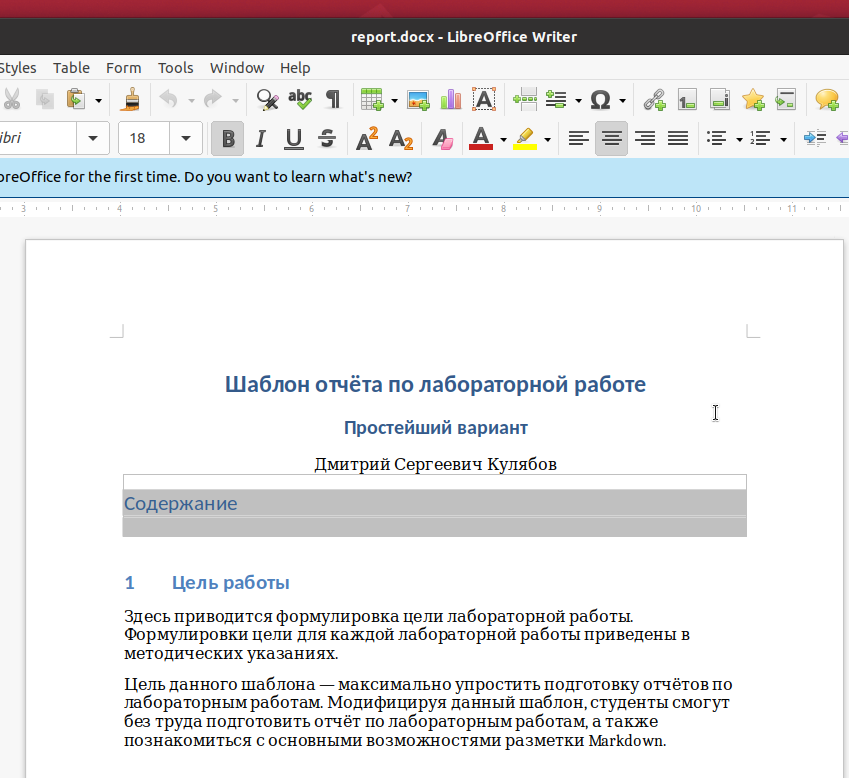 report.docx - LibreOffice Writer
Styles Table Form Tools Window Help
18 B I U S A2 A2 A A
LibreOffice for the first time. Do you want to learn what's new?
3 4 5 6 7 8 9 10 11
Шаблон отчёта по лабораторной работе
Простейший вариант
Дмитрий Сергеевич Кулябов
Содержание
1 Цель работы
Здесь приводится формулировка цели лабораторной работы.
Формулировки цели для каждой лабораторной работы приведены в
методических указаниях.
Цель данного шаблона — максимально упростить подготовку отчётов по
лабораторным работам. Модифицируя данный шаблон, студенты смогут
без труда подготовить отчёт по лабораторным работам, а также
познакомиться с основными возможностями разметки Markdown.